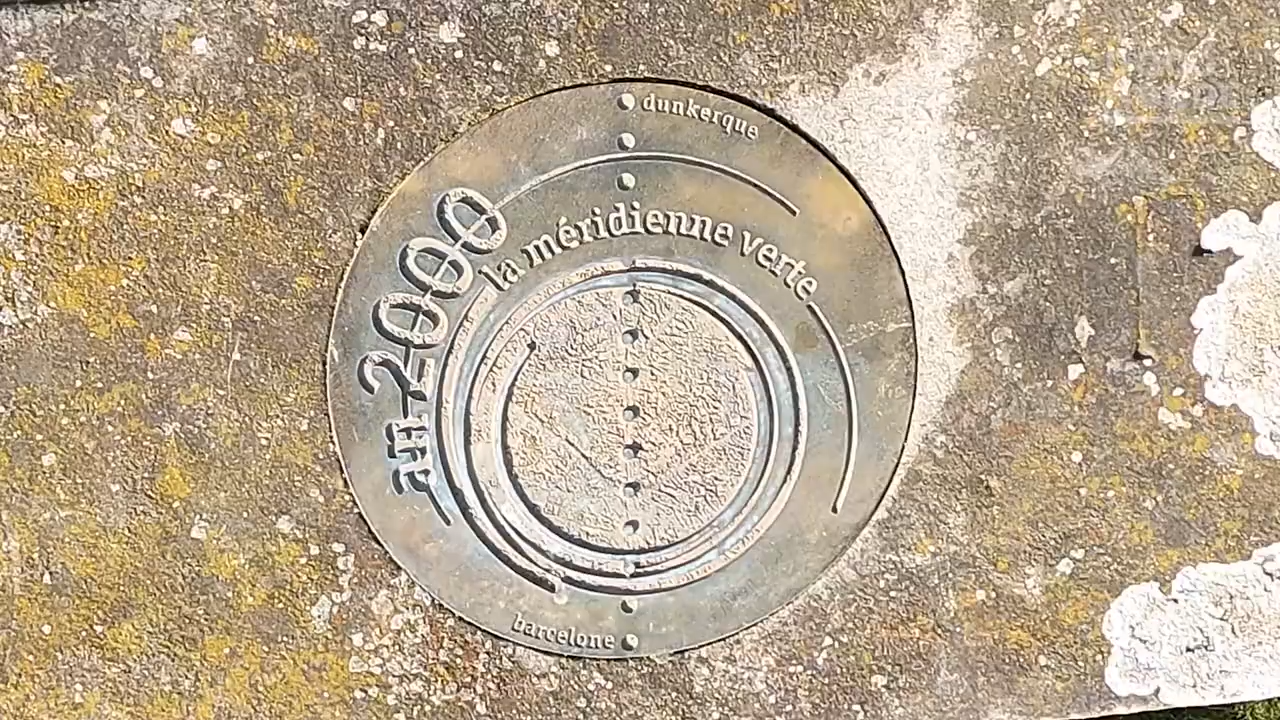 dunkerque
la méridienne verte
an 2000
barcelone